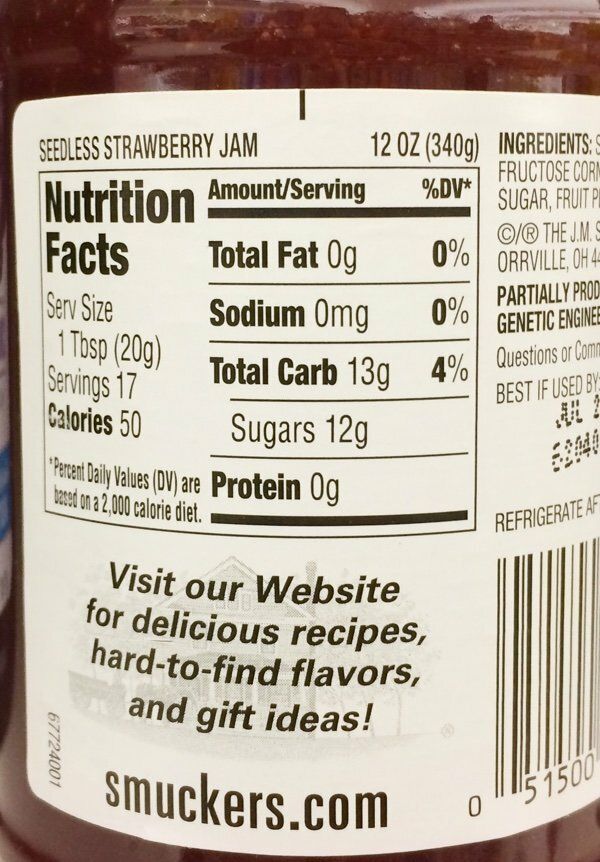 SEEDLESS STRAWBERRY JAM 12 OZ (340g)
Nutrition
Facts
Serv Size
1 Tbsp (20g)
Servings 17
Calories 50
*Percent Daily Values (DV) are
based on a 2,000 calorie diet.
Amount/Serving %DV*
Total Fat 0g 0%
Sodium 0mg 0%
Total Carb 13g 4%
Sugars 12g
Protein 0g
INGREDIENTS:
FRUCTOSE CORN
SUGAR, FRUIT
©/® THE J.M.
ORRVILLE, OH
PARTIALLY PROD
GENETIC ENGINEE
Questions or Comm
BEST IF USED BY:
JUL 2
REFRIGERATE AF
Visit our Website
for delicious recipes,
hard-to-find flavors,
and gift ideas!
smuckers.com
67724001
0 51500